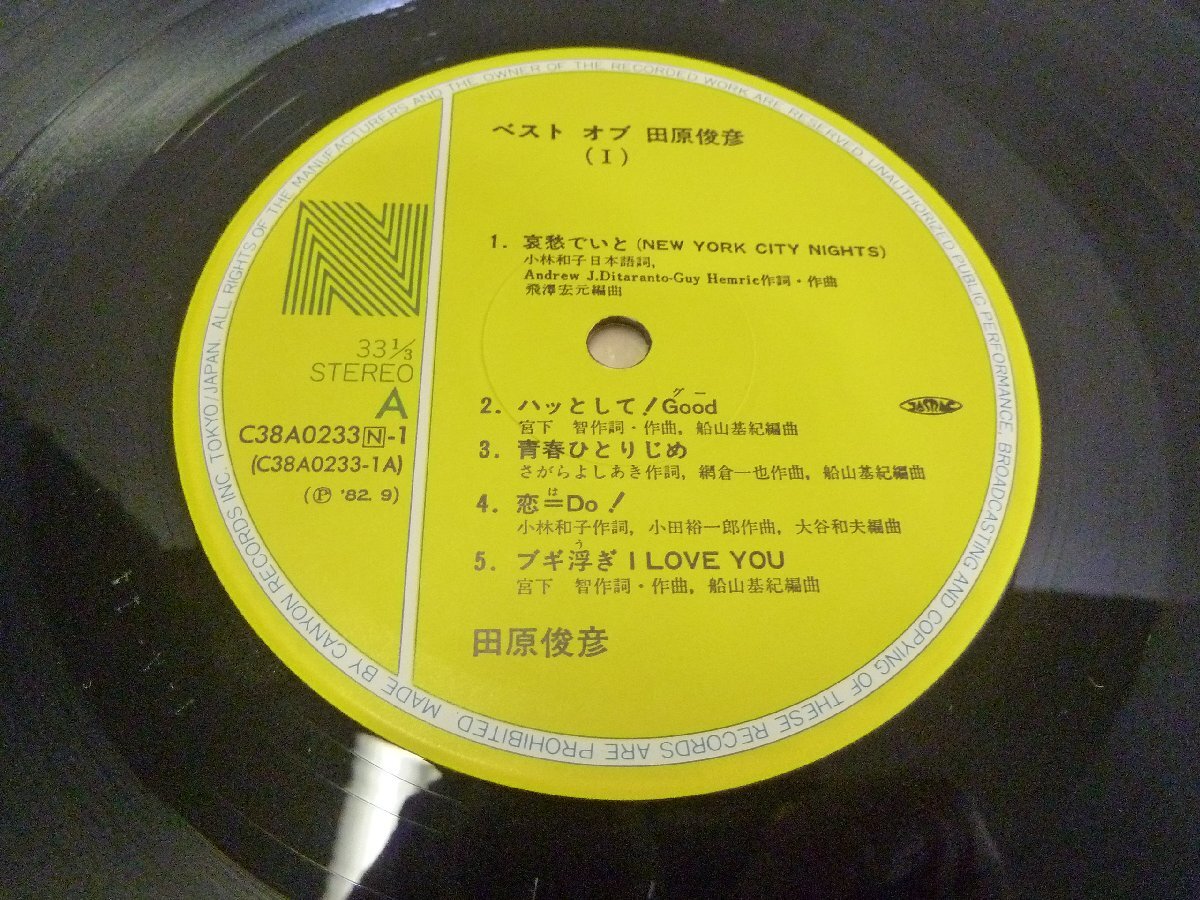 ベスト オブ 田原俊彦
(I)
1. 哀愁でいと (NEW YORK CITY NIGHTS)
小林和子日本語詞,
Andrew J.Ditaranto-Guy Hemric作詞・作曲
飛澤宏元編曲
グー
2. ハッとして!Good
宮下 智作詞・作曲, 船山基紀編曲
3. 青春ひとりじめ
さがらよしあき作詞, 網倉一也作曲, 船山基紀編曲
は
4. 恋=Do!
小林和子作詞, 小田裕一郎作曲, 大谷和夫編曲
う
5. ブギ浮ぎ I LOVE YOU
宮下 智作詞・作曲, 船山基紀編曲
田原俊彦
N
33 1/3
STEREO
A
C38A0233 N -1
(C38A0233-1A)
(Ⓟ '82. 9)
JASRAC
MADE BY CANYON RECORDS INC. TOKYO/JAPAN. ALL RIGHTS OF THE MANUFACTURERS AND THE OWNER OF THE RECORDED WORK ARE RESERVED. UNAUTHORIZED PUBLIC PERFORMANCE, BROADCASTING AND COPYING OF THESE RECORDS ARE PROHIBITED.